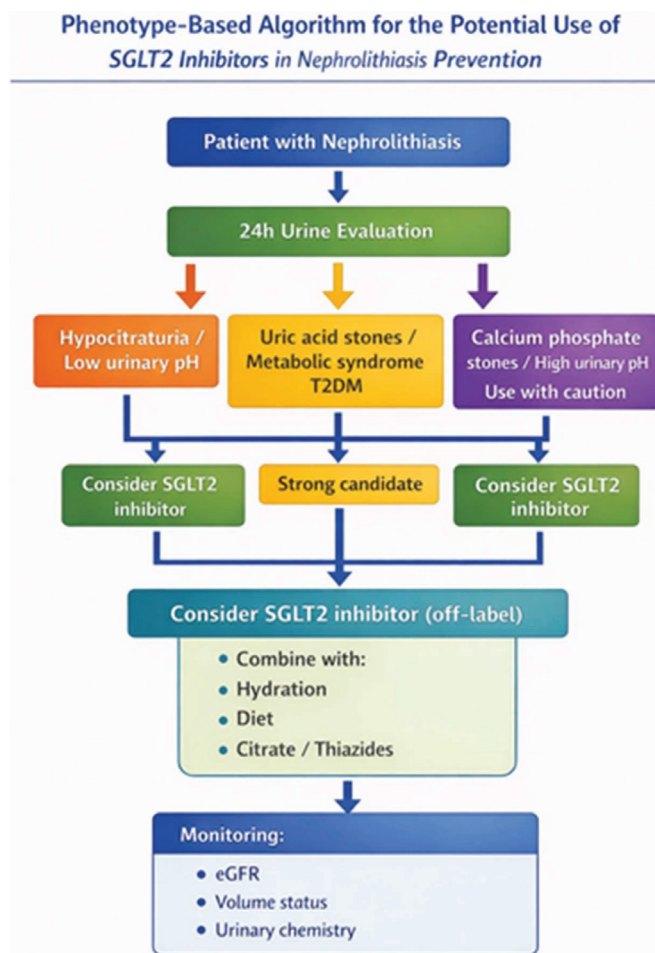 Phenotype-Based Algorithm for the Potential Use of
SGLT2 Inhibitors in Nephrolithiasis Prevention
Patient with Nephrolithiasis
24h Urine Evaluation
Hypocitraturia /
Low urinary pH
Uric acid stones /
Metabolic syndrome
T2DM
Calcium phosphate
stones / High urinary pH
Use with caution
Consider SGLT2
inhibitor
Strong candidate
Consider SGLT2
inhibitor
Consider SGLT2 inhibitor (off-label)
• Combine with:
• Hydration
• Diet
• Citrate / Thiazides
Monitoring:
• eGFR
• Volume status
• Urinary chemistry